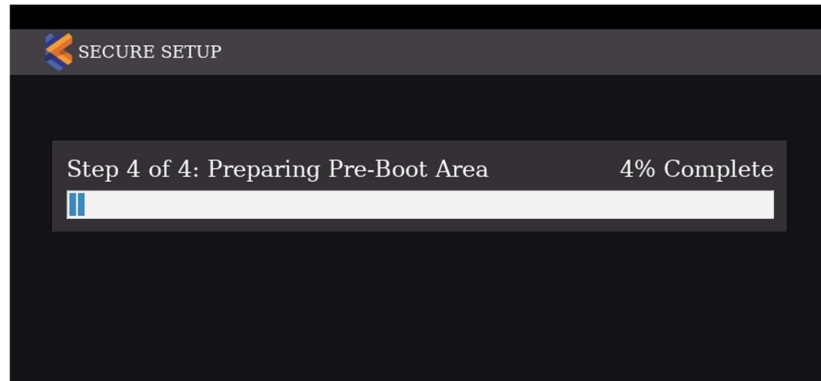 SECURE SETUP
Step 4 of 4: Preparing Pre-Boot Area 4% Complete